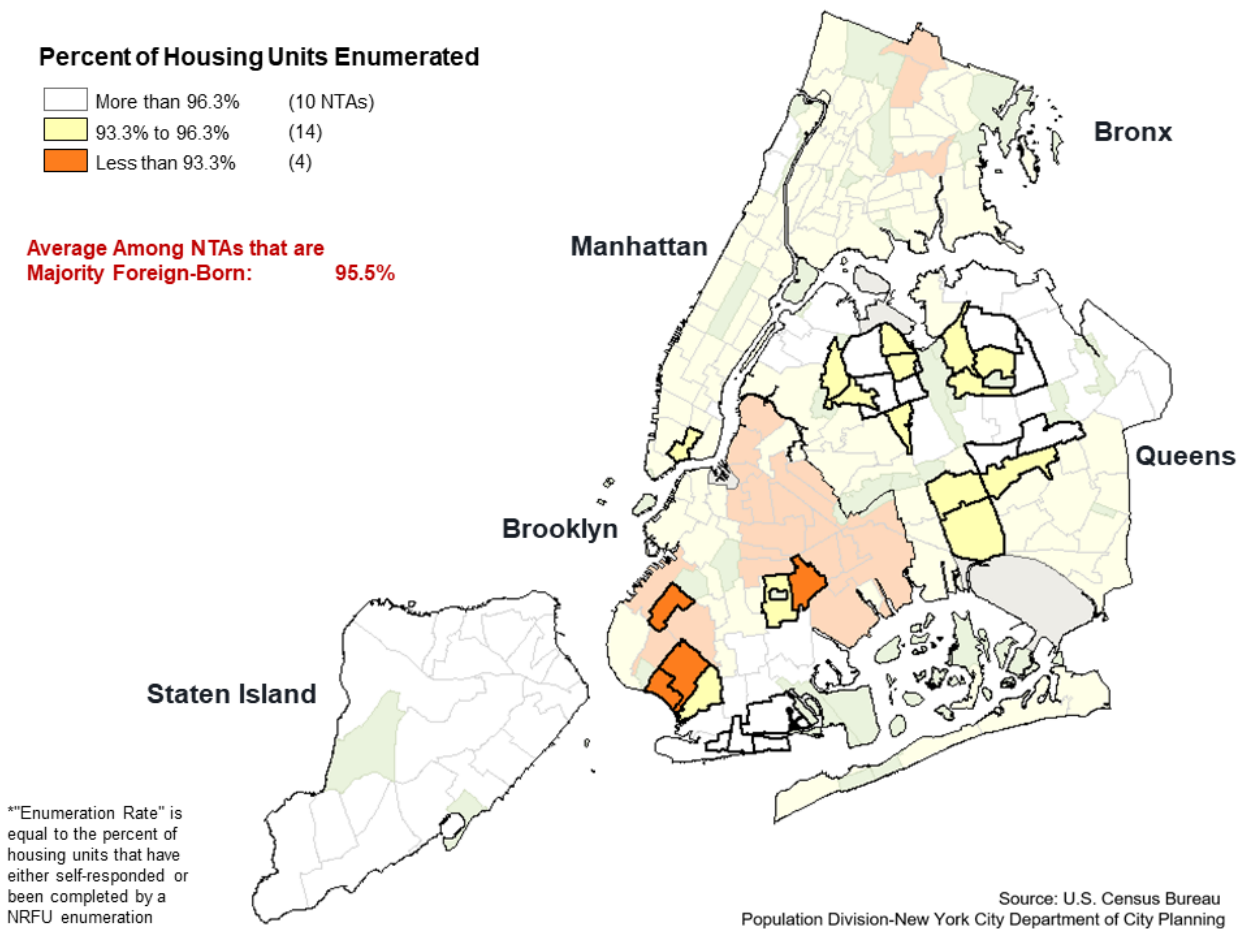 Percent of Housing Units Enumerated
More than 96.3% (10 NTAs)
93.3% to 96.3% (14)
Less than 93.3% (4)
Average Among NTAs that are
Majority Foreign-Born: 95.5%
Bronx
Manhattan
Queens
Brooklyn
Staten Island
*"Enumeration Rate" is
equal to the percent of
housing units that have
either self-responded or
been completed by a
NRFU enumeration
Source: U.S. Census Bureau
Population Division-New York City Department of City Planning